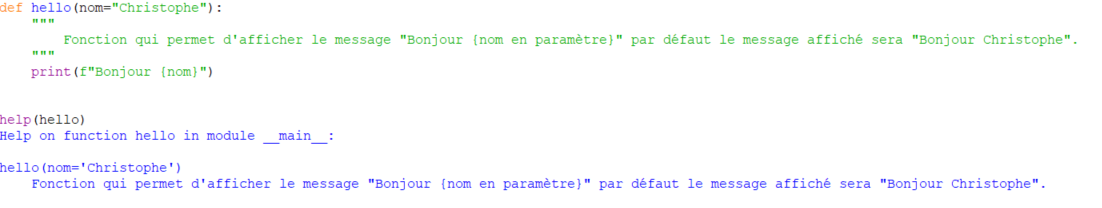 def hello(nom="Christophe"):
    """
        Fonction qui permet d'afficher le message "Bonjour {nom en paramètre}" par défaut le message affiché sera "Bonjour Christophe".
    """
    print(f"Bonjour {nom}")
help(hello)
Help on function hello in module __main__:
hello(nom='Christophe')
    Fonction qui permet d'afficher le message "Bonjour {nom en paramètre}" par défaut le message affiché sera "Bonjour Christophe".